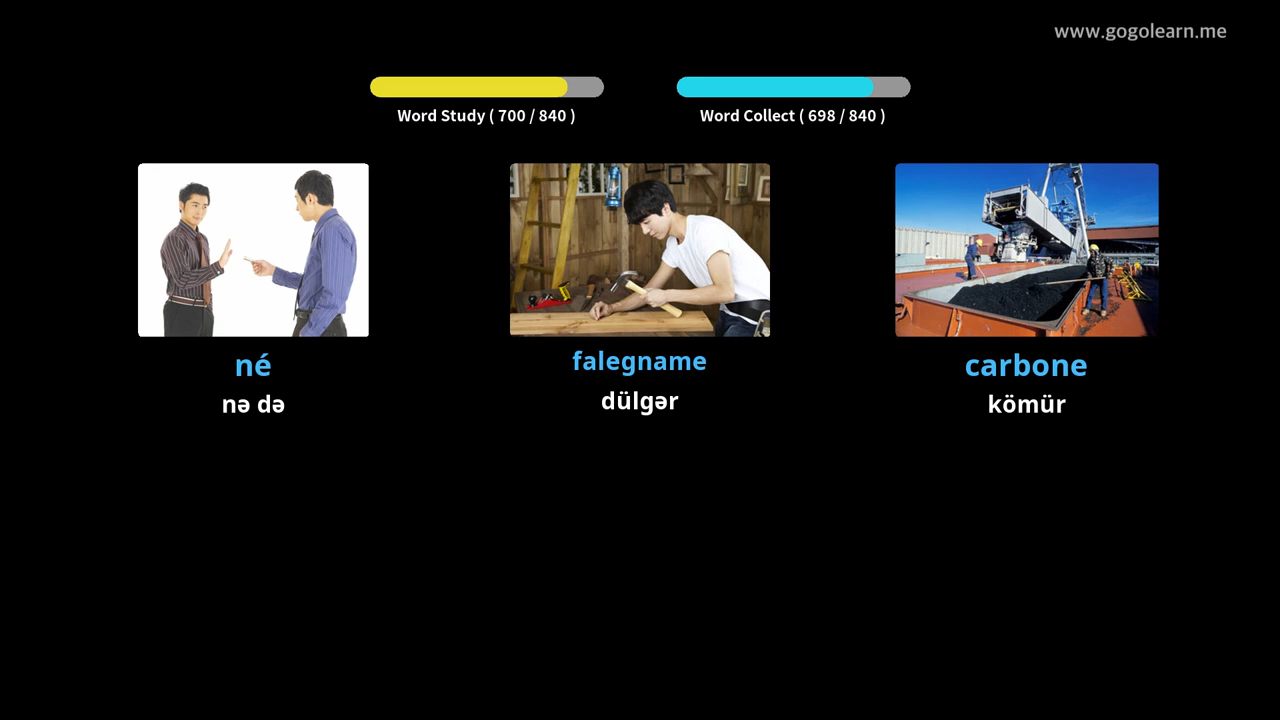 www.gogolearn.me
Word Study ( 700 / 840 )
Word Collect ( 698 / 840 )
né
nə də
falegname
dülgər
carbone
kömür